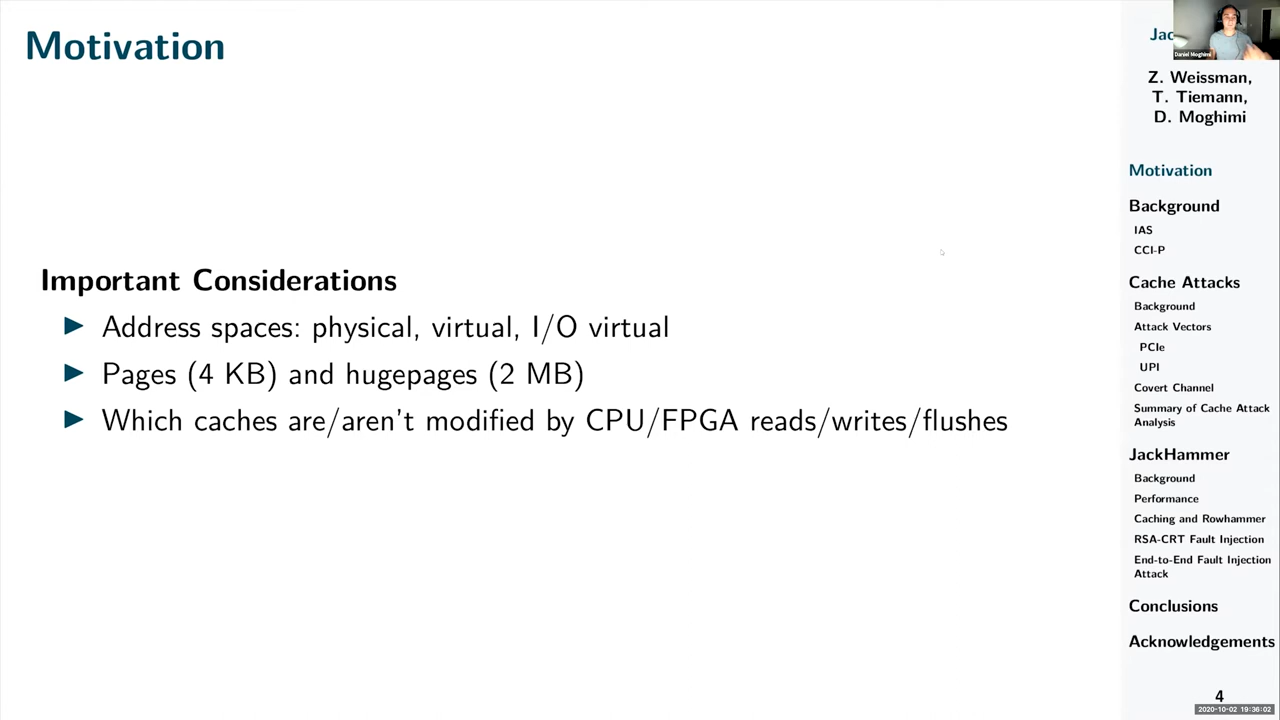 Motivation
Important Considerations
▶ Address spaces: physical, virtual, I/O virtual
▶ Pages (4 KB) and hugepages (2 MB)
▶ Which caches are/aren't modified by CPU/FPGA reads/writes/flushes
Jac
Daniel Moghimi
Z. Weissman,
T. Tiemann,
D. Moghimi
Motivation
Background
IAS
CCI-P
Cache Attacks
Background
Attack Vectors
PCIe
UPI
Covert Channel
Summary of Cache Attack
Analysis
JackHammer
Background
Performance
Caching and Rowhammer
RSA-CRT Fault Injection
End-to-End Fault Injection
Attack
Conclusions
Acknowledgements
4
2020-10-02 19:36:02